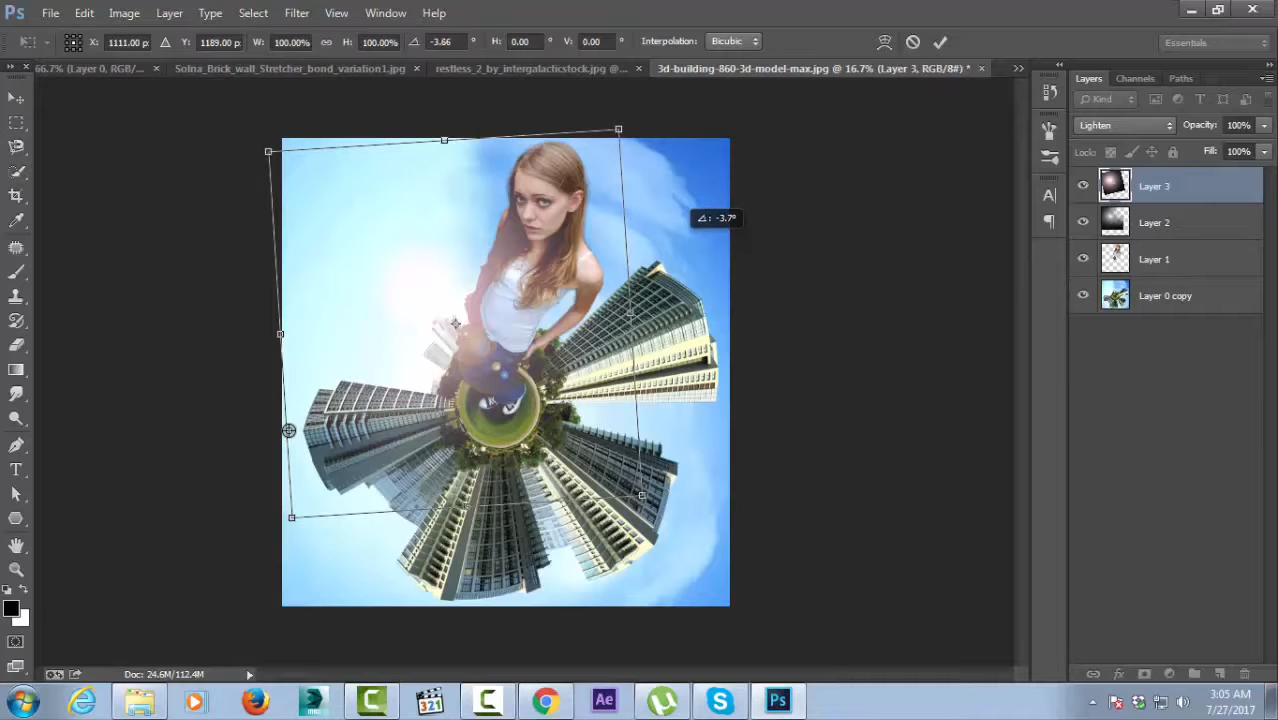 Ps File Edit Image Layer Type Select Filter View Window Help
X: 1111.00 p Y: 1189.00 p W: 100.00% H: 100.00% -3.66 ° H: 0.00 ° V: 0.00 ° Interpolation: Bicubic Essentials
66.7% (Layer 0, RGB/... × Solna_Brick_wall_Stretcher_bond_variation1.jpg × restless_2_by_intergalacticstock.jpg @... × 3d-building-860-3d-model-max.jpg @ 16.7% (Layer 3, RGB/8#) * ×
Layers Channels Paths
Kind
Lighten Opacity: 100%
Lock: Fill: 100%
Layer 3
Layer 2
Layer 1
Layer 0 copy
: -3.7°
Doc: 24.6M/112.4M
321 Ae Ps
3:05 AM
7/27/2017